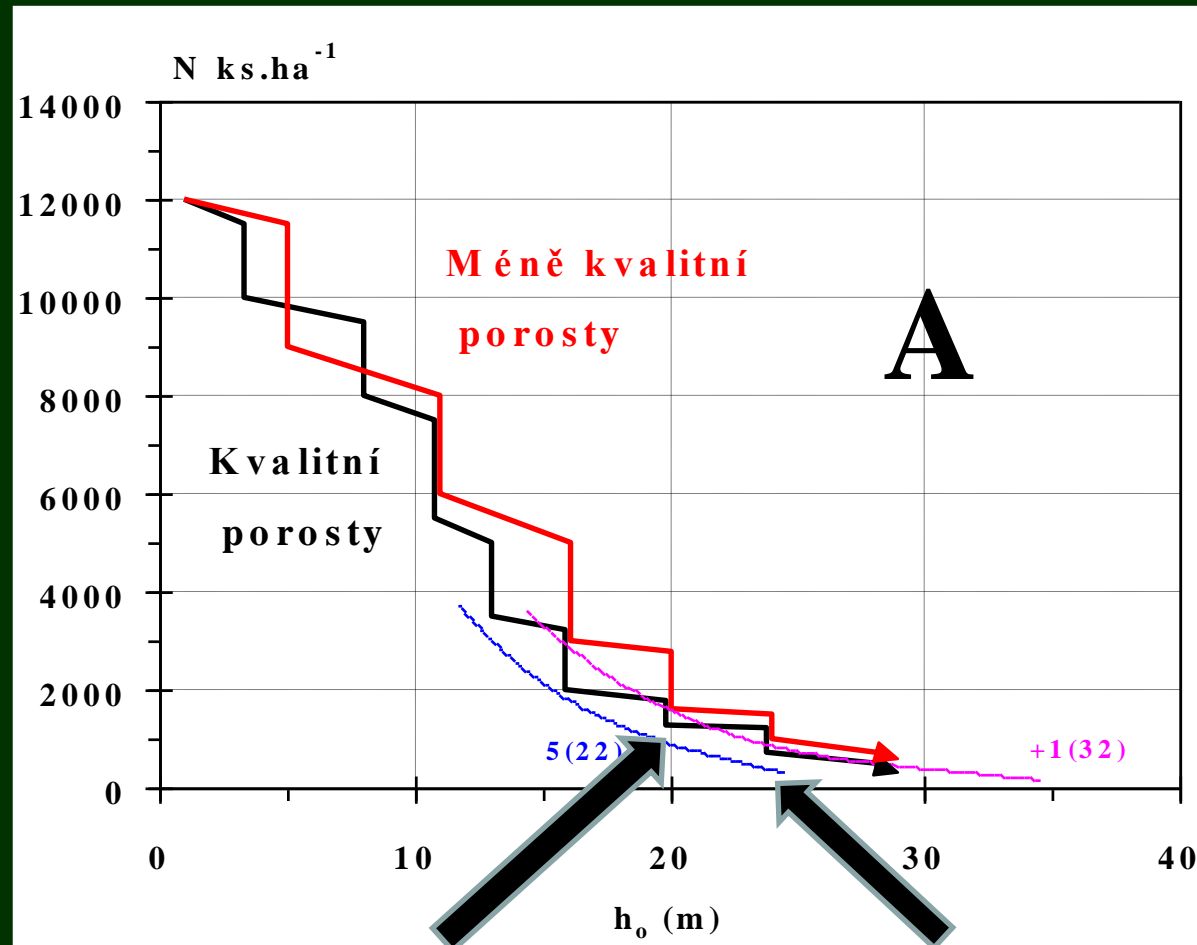 N ks.ha⁻¹
14000
12000
10000
8000
6000
4000
2000
0
Méně kvalitní
porosty
A
Kvalitní
porosty
5(22)
+1(32)
0 10 20 30 40
hₒ (m)